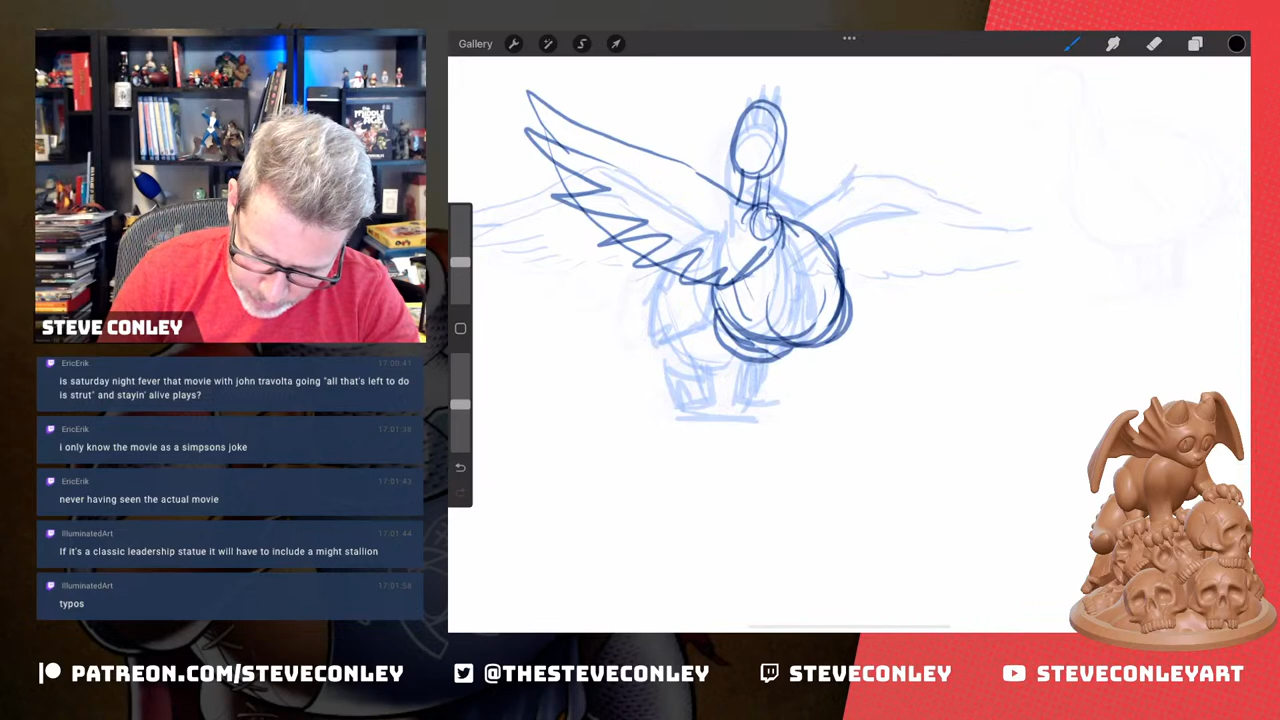 Gallery
THE MIDDLE AGE
STEVE CONLEY
EricErik 17:00:41
is saturday night fever that movie with john travolta going "all that's left to do
is strut" and stayin' alive plays?
EricErik 17:01:38
i only know the movie as a simpsons joke
EricErik 17:01:43
never having seen the actual movie
IlluminatedArt 17:01:44
If it's a classic leadership statue it will have to include a might stallion
IlluminatedArt 17:01:58
typos
PATREON.COM/STEVECONLEY @THESTEVECONLEY STEVECONLEY STEVECONLEYART